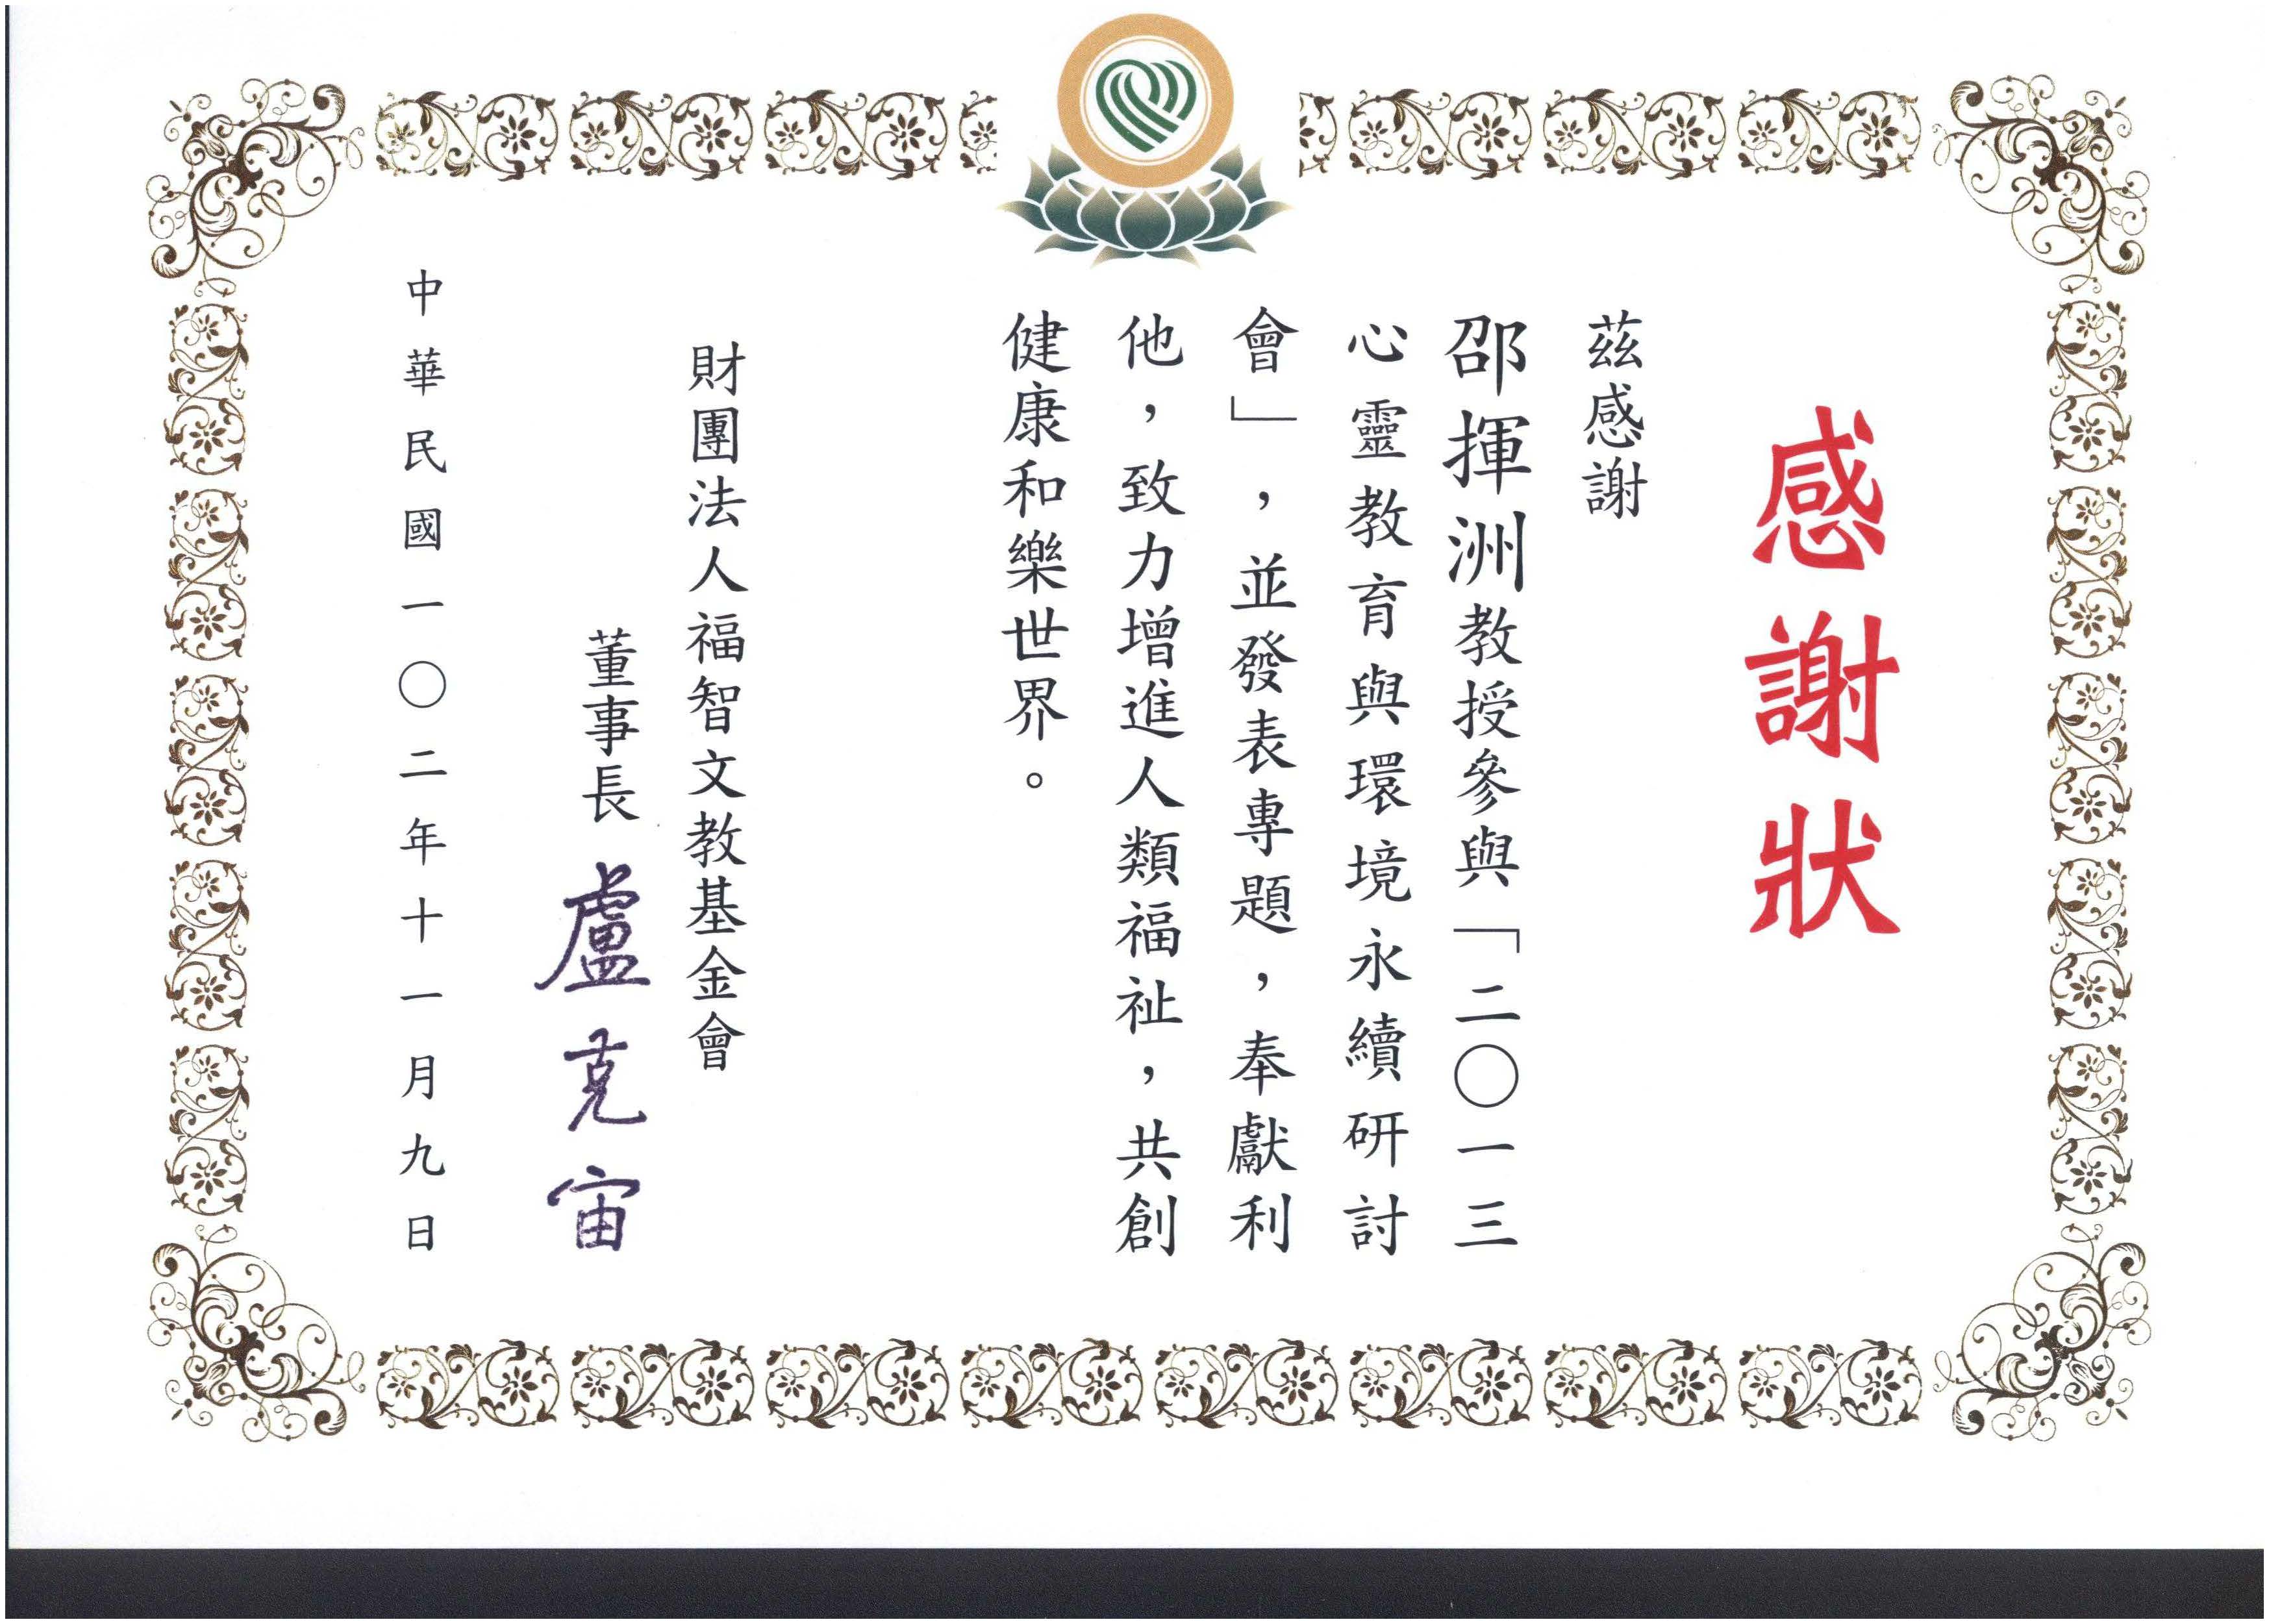 感謝狀
茲感謝
邵揮洲教授參與「二〇一三
心靈教育與環境永續研討
會」，並發表專題，奉獻利
他，致力增進人類福祉，共創
健康和樂世界。
財團法人福智文教基金會
董事長 盧克宙
中華民國一〇二年十一月九日